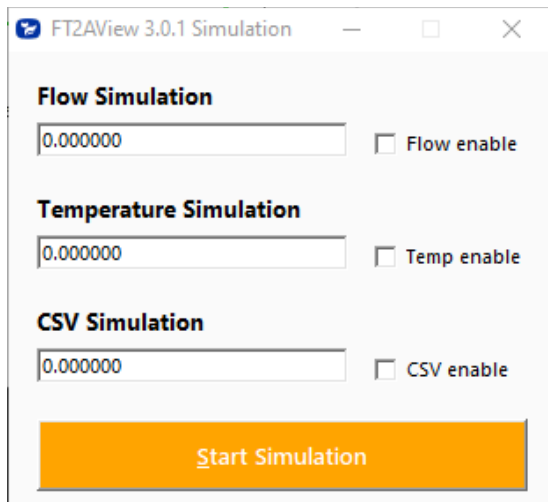 FT2AView 3.0.1 Simulation
Flow Simulation
0.000000
Flow enable
Temperature Simulation
0.000000
Temp enable
CSV Simulation
0.000000
CSV enable
Start Simulation